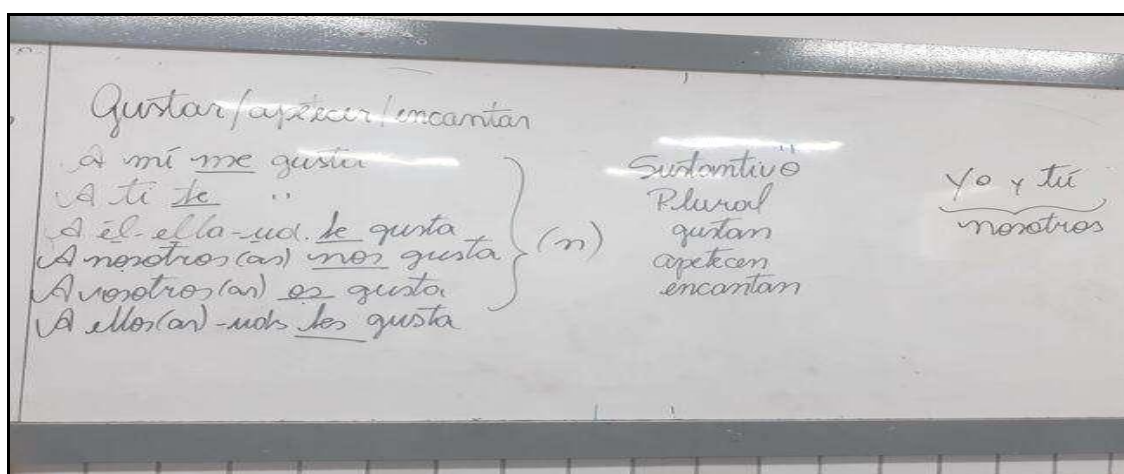 Gustar/apetecer/encantar
A mí me gusta
A ti te "
A él-ella-ud. le gusta
A nosotros(as) nos gusta
A vosotros(as) os gusta
A ellos(as)-uds les gusta
(n)
Sustantivo
Plural
gustan
apetecen
encantan
Yo y tú
nosotros